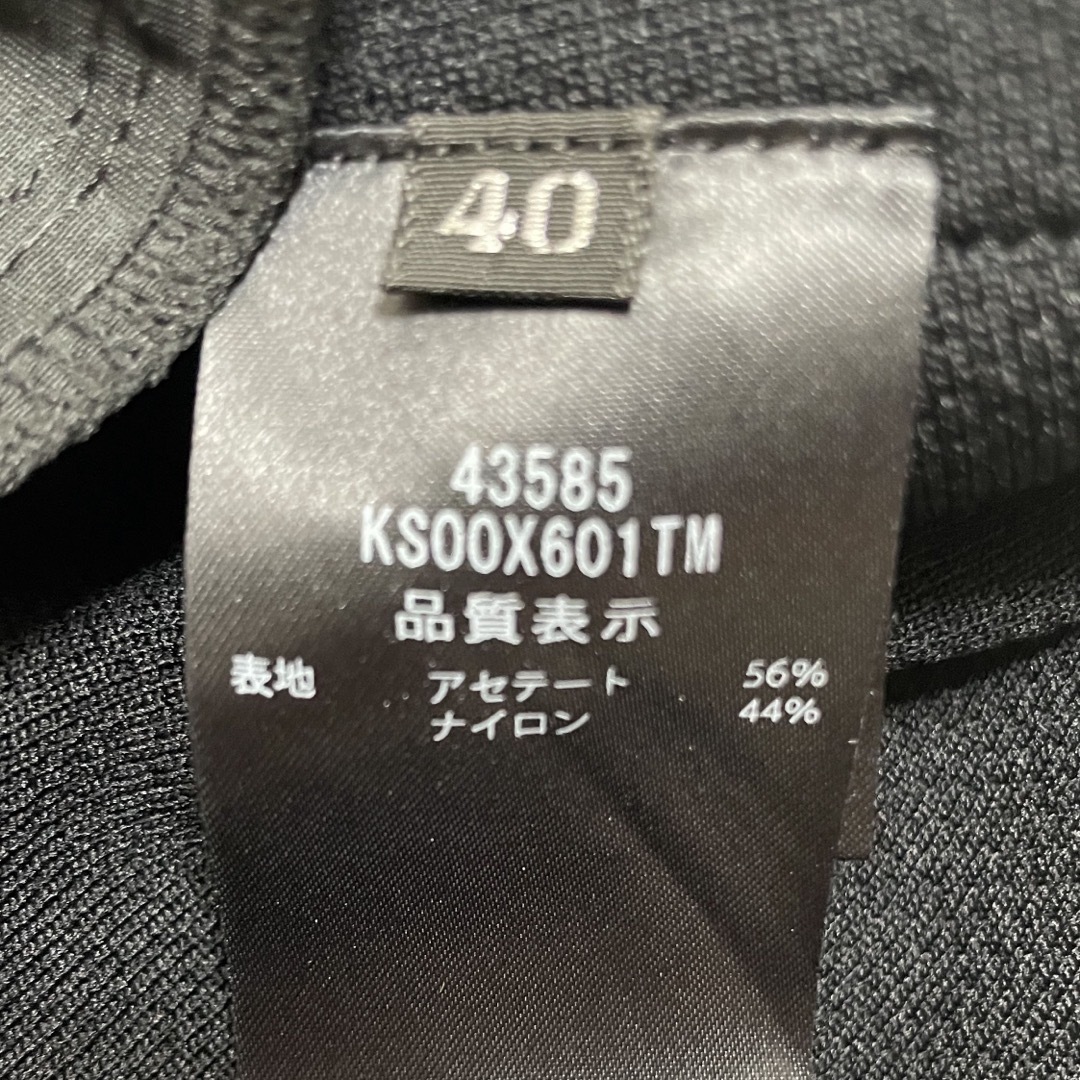 40
43585
KS00X601TM
品質表示
表地 アセテート 56%
ナイロン 44%